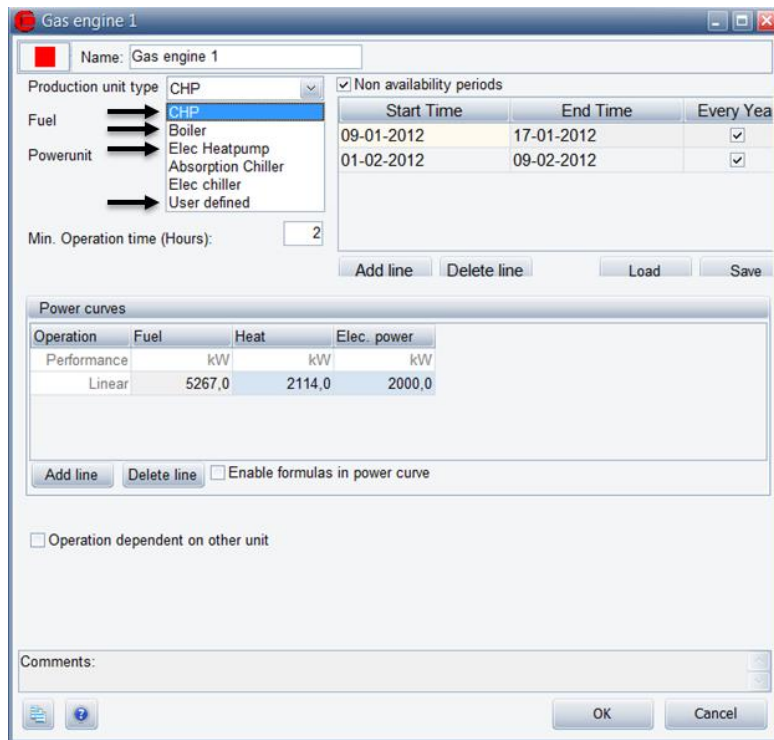 Gas engine 1
Name: Gas engine 1
Production unit type CHP
Non availability periods
CHP
Boiler
Elec Heatpump
Absorption Chiller
Elec chiller
User defined
Fuel
Powerunit
Start Time End Time Every Yea
09-01-2012 17-01-2012
01-02-2012 09-02-2012
Min. Operation time (Hours): 2
Add line Delete line Load Save
Power curves
Operation Fuel Heat Elec. power
Performance kW kW kW
Linear 5267,0 2114,0 2000,0
Add line Delete line Enable formulas in power curve
Operation dependent on other unit
Comments:
OK Cancel